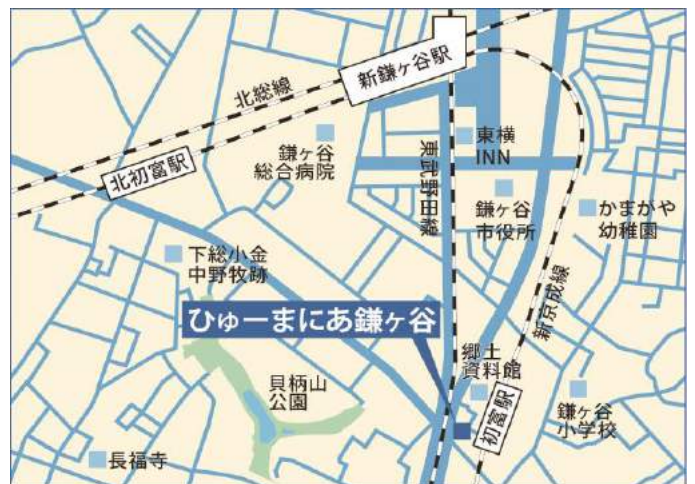 新鎌ヶ谷駅
北総線
北初富駅
鎌ヶ谷
総合病院
東武野田線
東横
INN
鎌ヶ谷
市役所
かまがや
幼稚園
下総小金
中野牧跡
新京成線
ひゅーまにあ鎌ヶ谷
貝柄山
公園
郷土
資料館
初富駅
鎌ヶ谷
小学校
長福寺